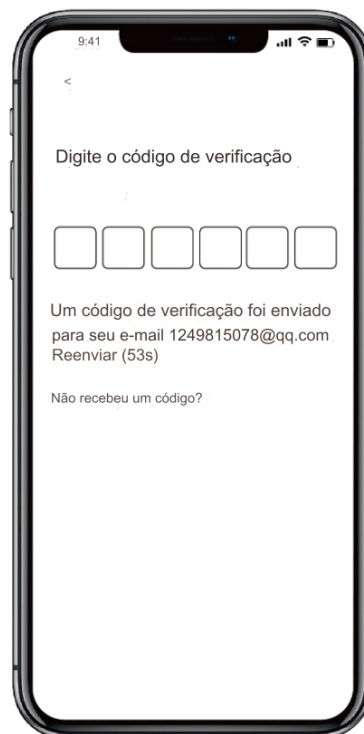 9:41
<
Digite o código de verificação
Um código de verificação foi enviado
para seu e-mail 1249815078@qq.com
Reenviar (53s)
Não recebeu um código?